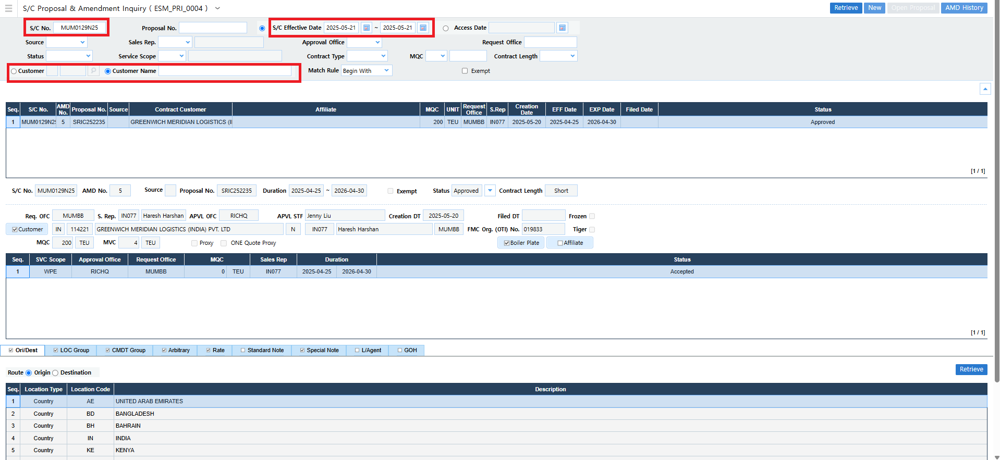 S/C Proposal & Amendment Inquiry ( ESM_PRI_0004 )
Retrieve New Open Proposal AMD History
S/C No. MUM0129N25 Proposal No. S/C Effective Date 2025-05-21 ~ 2025-05-21 Access Date
Source Sales Rep. Approval Office Request Office
Status Service Scope Contract Type MQC Contract Length
Customer Customer Name Match Rule Begin With Exempt
Seq. S/C No. AMD No. Proposal No. Source Contract Customer Affiliate MQC UNIT Request Office S.Rep Creation Date EFF Date EXP Date Filed Date Status
1 MUM0129N25 5 SRIC252235 GREENWICH MERIDIAN LOGISTICS (I 200 TEU MUMBB IN077 2025-05-20 2025-04-25 2026-04-30 Approved
[1 / 1]
S/C No. MUM0129N25 AMD No. 5 Source Proposal No. SRIC252235 Duration 2025-04-25 ~ 2026-04-30 Exempt Status Approved Contract Length Short
Req. OFC MUMBB S. Rep. IN077 Haresh Harshan APVL OFC RICHQ APVL STF Jenny Liu Creation DT 2025-05-20 Filed DT Frozen
Customer IN 114221 GREENWICH MERIDIAN LOGISTICS (INDIA) PVT. LTD N IN077 Haresh Harshan MUMBB FMC Org. (OTI) No. 019833 Tiger
MQC 200 TEU MVC 4 TEU Proxy ONE Quote Proxy Boiler Plate Affiliate
Seq. SVC Scope Approval Office Request Office MQC Sales Rep Duration Status
1 WPE RICHQ MUMBB 0 TEU IN077 2025-04-25 2026-04-30 Accepted
[1 / 1]
Ori/Dest LOC Group CMDT Group Arbitrary Rate Standard Note Special Note L/Agent GOH
Route Origin Destination Retrieve
Seq. Location Type Location Code Description
1 Country AE UNITED ARAB EMIRATES
2 Country BD BANGLADESH
3 Country BH BAHRAIN
4 Country IN INDIA
5 Country KE KENYA